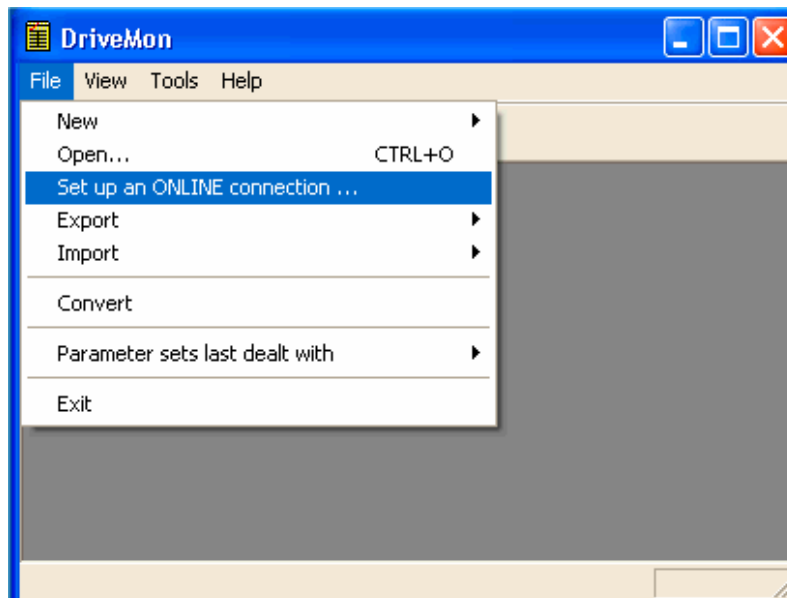 DriveMon
File View Tools Help
New
Open... CTRL+O
Set up an ONLINE connection ...
Export
Import
Convert
Parameter sets last dealt with
Exit